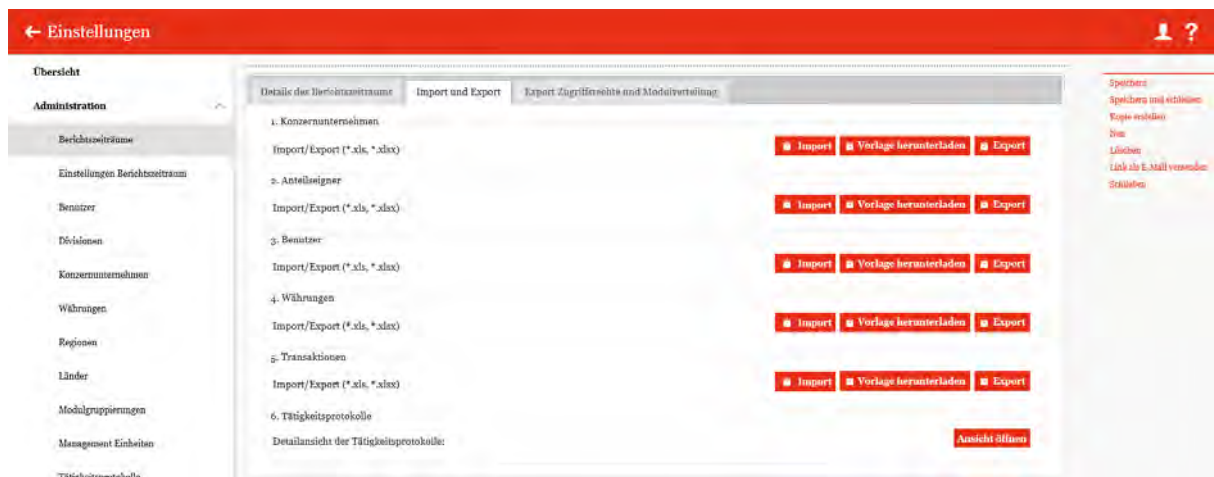 ← Einstellungen
?
Übersicht
Administration
Berichtszeiträume
Einstellungen Berichtszeitraum
Benutzer
Divisionen
Konzernunternehmen
Währungen
Regionen
Länder
Modulgruppierungen
Management Einheiten
Tätigkeitsprotokolle
Details des Berichtszeitraums Import und Export Export Zugriffsrechte und Modulverteilung
1. Konzernunternehmen
Import/Export (*.xls, *.xlsx) Import Vorlage herunterladen Export
2. Anteilseigner
Import/Export (*.xls, *.xlsx) Import Vorlage herunterladen Export
3. Benutzer
Import/Export (*.xls, *.xlsx) Import Vorlage herunterladen Export
4. Währungen
Import/Export (*.xls, *.xlsx) Import Vorlage herunterladen Export
5. Transaktionen
Import/Export (*.xls, *.xlsx) Import Vorlage herunterladen Export
6. Tätigkeitsprotokolle
Detailansicht der Tätigkeitsprotokolle: Ansicht öffnen
Speichern
Speichern und schließen
Kopie erstellen
Neu
Löschen
Link als E-Mail versenden
Schließen